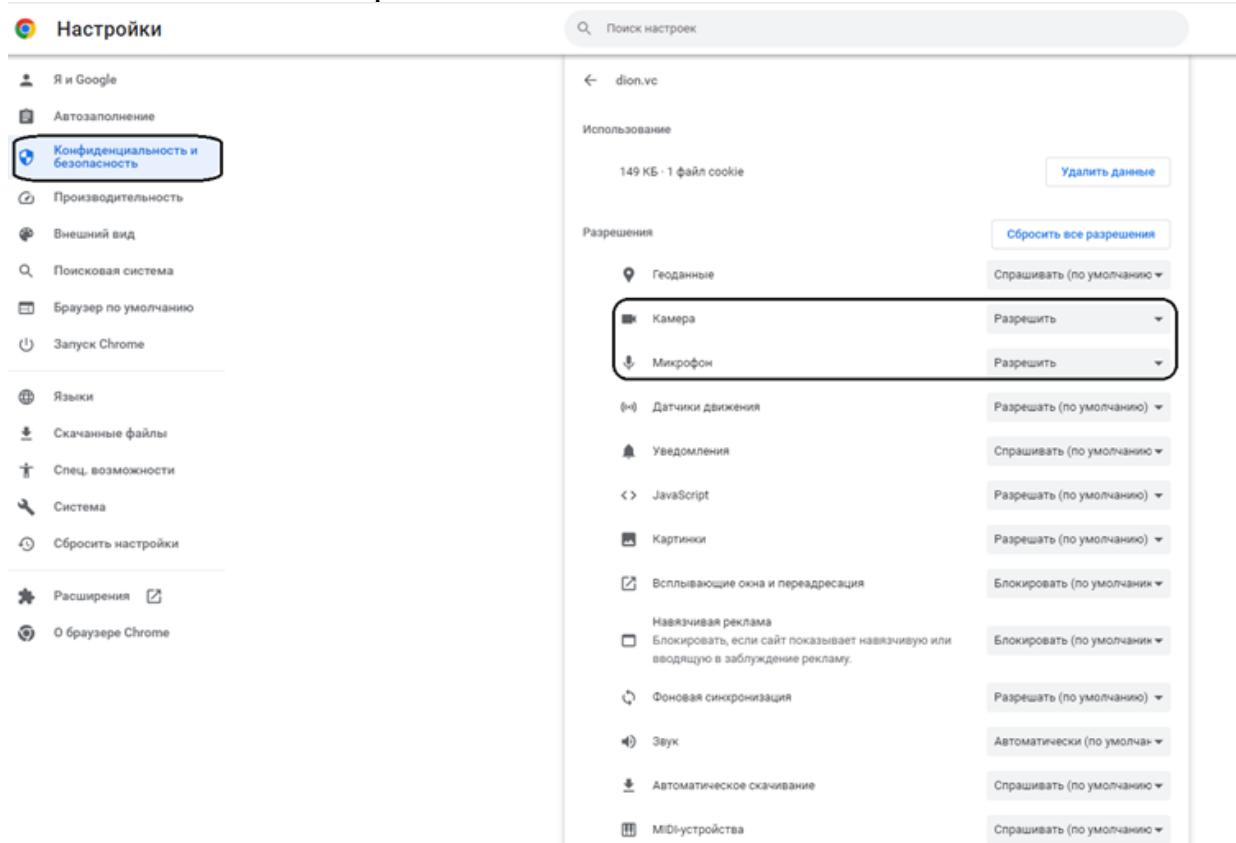 Настройки
Поиск настроек
Я и Google
Автозаполнение
Конфиденциальность и
безопасность
Производительность
Внешний вид
Поисковая система
Браузер по умолчанию
Запуск Chrome
Языки
Скачанные файлы
Спец. возможности
Система
Сбросить настройки
Расширения
О браузере Chrome
dion.vc
Использование
149 КБ · 1 файл cookie
Удалить данные
Разрешения
Сбросить все разрешения
Геоданные
Спрашивать (по умолчанию
Камера
Разрешить
Микрофон
Разрешить
Датчики движения
Разрешать (по умолчанию)
Уведомления
Спрашивать (по умолчанию
JavaScript
Разрешать (по умолчанию)
Картинки
Разрешать (по умолчанию)
Всплывающие окна и переадресация
Блокировать (по умолчани
Навязчивая реклама
Блокировать, если сайт показывает навязчивую или
вводящую в заблуждение рекламу.
Блокировать (по умолчани
Фоновая синхронизация
Разрешать (по умолчанию)
Звук
Автоматически (по умолча
Автоматическое скачивание
Спрашивать (по умолчанию
MIDI-устройства
Спрашивать (по умолчанию